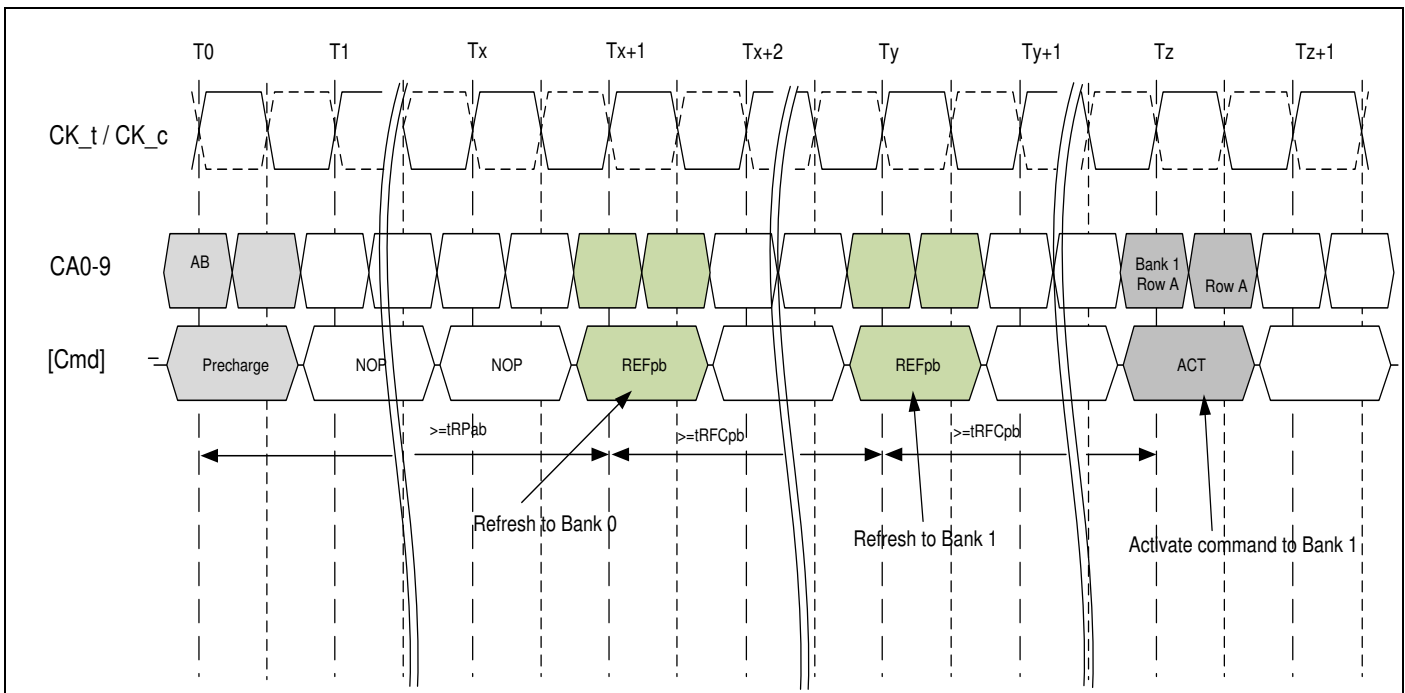 T0 T1 Tx Tx+1 Tx+2 Ty Ty+1 Tz Tz+1
CK_t / CK_c
CA0-9 AB Bank 1 Row A Row A
[Cmd] Precharge NOP NOP REFpb REFpb ACT
>=tRPab >=tRFCpb >=tRFCpb
Refresh to Bank 0
Refresh to Bank 1
Activate command to Bank 1